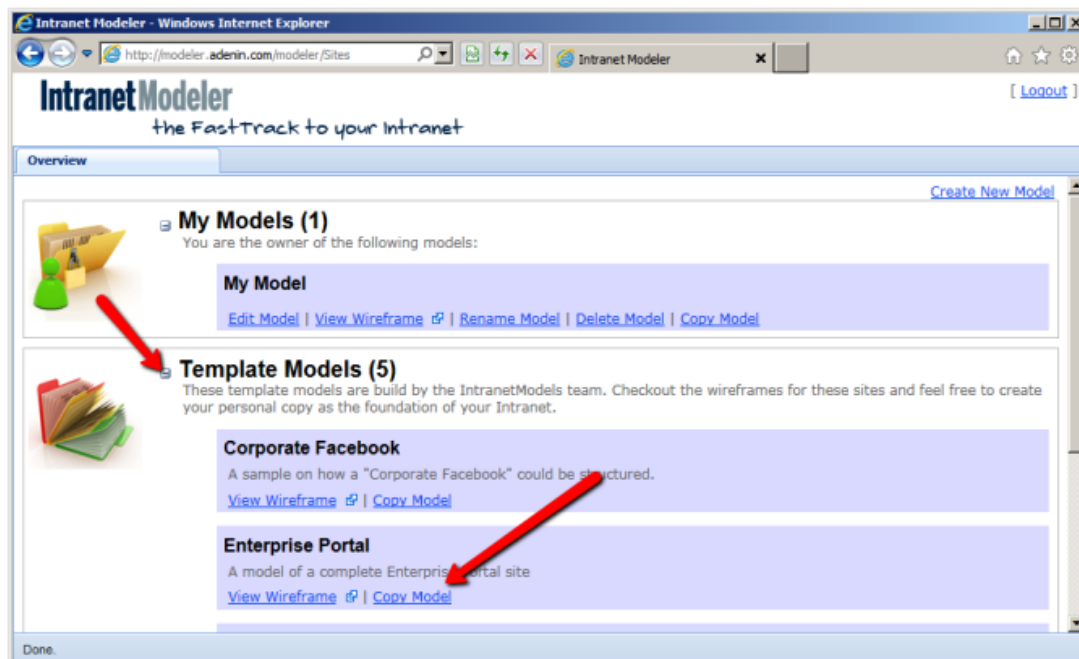 Intranet Modeler - Windows Internet Explorer
http://modeler.adenin.com/modeler/Sites
Intranet Modeler
IntranetModeler
[ Logout ]
the FastTrack to your Intranet
Overview
Create New Model
My Models (1)
You are the owner of the following models:
My Model
Edit Model | View Wireframe | Rename Model | Delete Model | Copy Model
Template Models (5)
These template models are build by the IntranetModels team. Checkout the wireframes for these sites and feel free to create
your personal copy as the foundation of your Intranet.
Corporate Facebook
A sample on how a "Corporate Facebook" could be structured.
View Wireframe | Copy Model
Enterprise Portal
A model of a complete Enterprise Portal site
View Wireframe | Copy Model
Done.